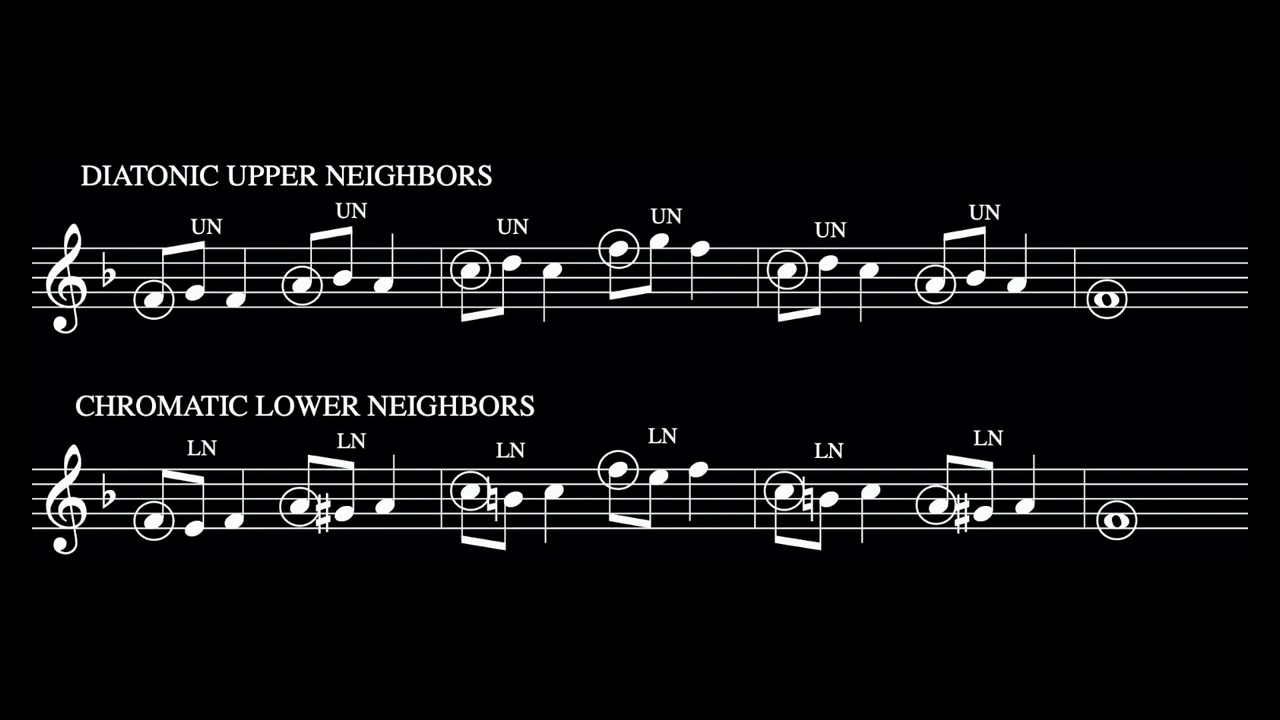 DIATONIC UPPER NEIGHBORS
UN UN UN UN UN UN
CHROMATIC LOWER NEIGHBORS
LN LN LN LN LN LN